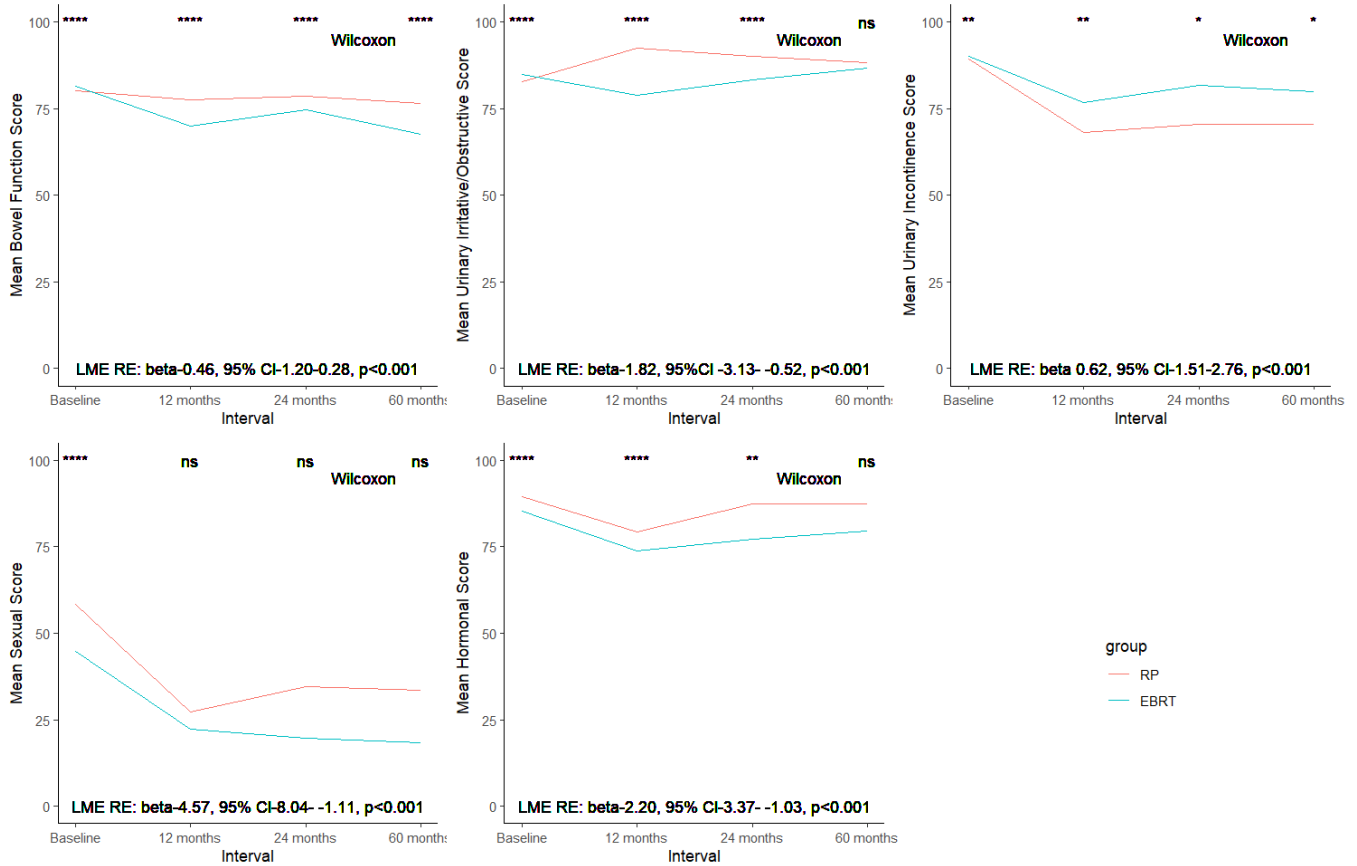 100
**** **** **** ****
Wilcoxon
75
50
25
0
Mean Bowel Function Score
LME RE: beta-0.46, 95% CI-1.20-0.28, p<0.001
Baseline 12 months 24 months 60 months
Interval
100
**** **** **** ns
Wilcoxon
75
50
25
0
Mean Urinary Irritative/Obstructive Score
LME RE: beta-1.82, 95%CI -3.13- -0.52, p<0.001
Baseline 12 months 24 months 60 months
Interval
100
** ** * *
Wilcoxon
75
50
25
0
Mean Urinary Incontinence Score
LME RE: beta 0.62, 95% CI-1.51-2.76, p<0.001
Baseline 12 months 24 months 60 months
Interval
100
**** ns ns ns
Wilcoxon
75
50
25
0
Mean Sexual Score
LME RE: beta-4.57, 95% CI-8.04- -1.11, p<0.001
Baseline 12 months 24 months 60 months
Interval
100
**** **** ** ns
Wilcoxon
75
50
25
0
Mean Hormonal Score
LME RE: beta-2.20, 95% CI-3.37- -1.03, p<0.001
Baseline 12 months 24 months 60 months
Interval
group
RP
EBRT